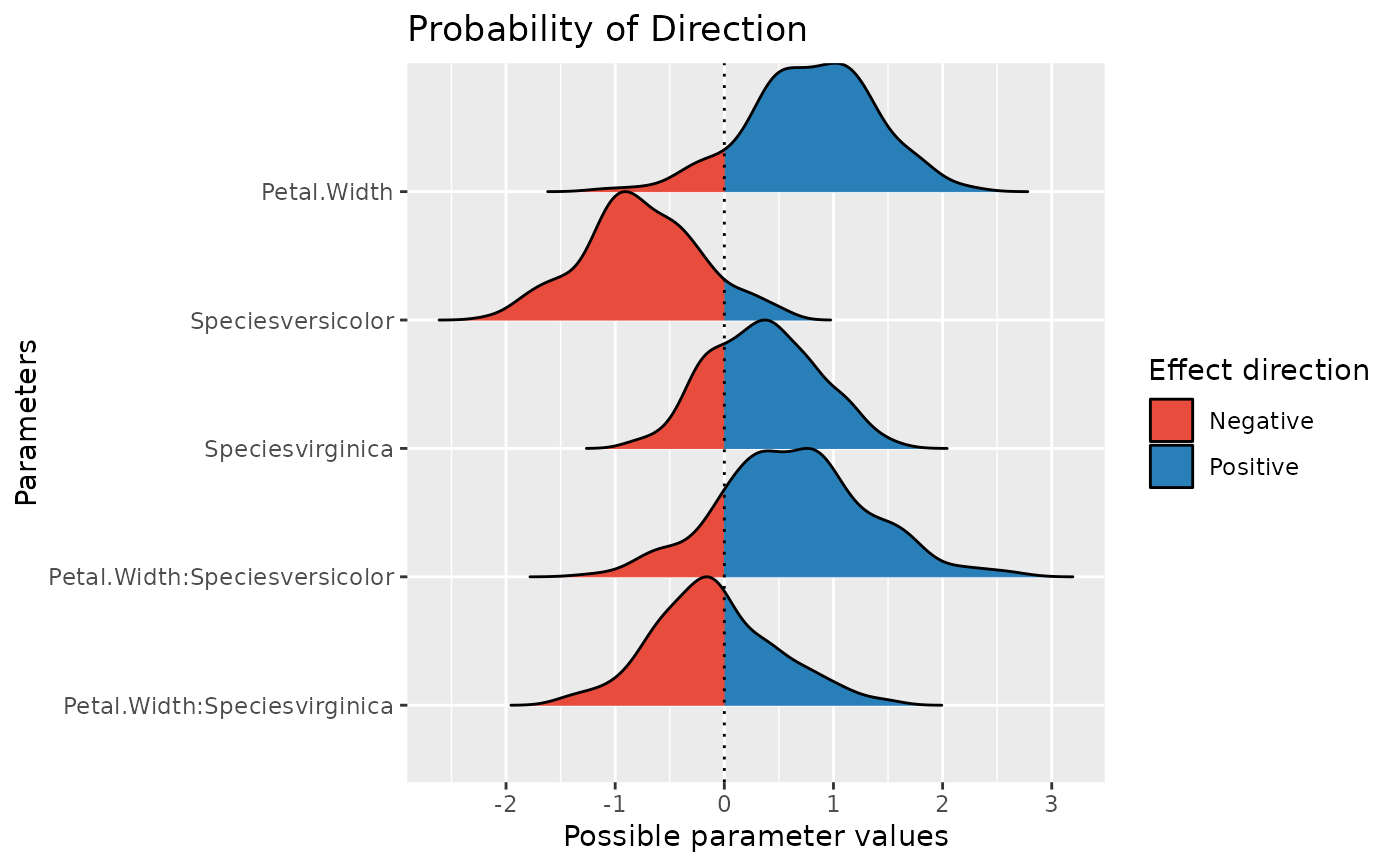 Probability of Direction
Parameters
Petal.Width
Speciesversicolor
Speciesvirginica
Petal.Width:Speciesversicolor
Petal.Width:Speciesvirginica
-2 -1 0 1 2 3
Possible parameter values
Effect direction
Negative
Positive